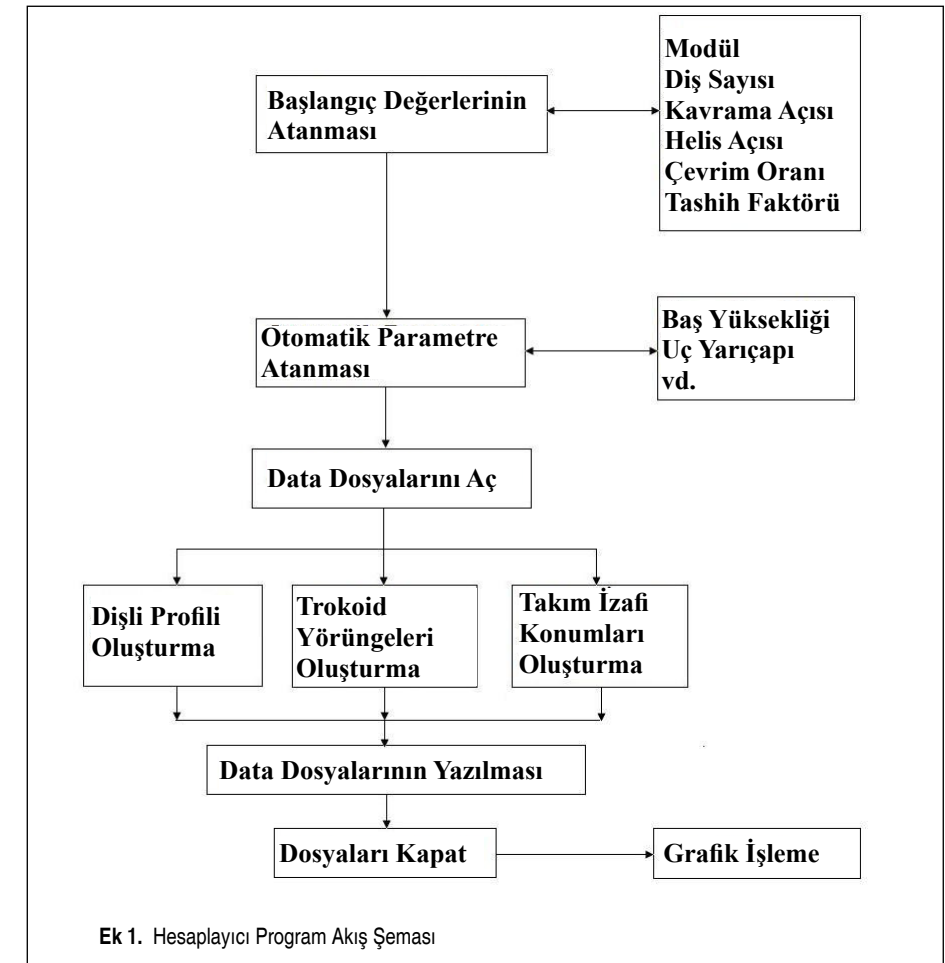 Başlangıç Değerlerinin
Atanması
Modül
Diş Sayısı
Kavrama Açısı
Helis Açısı
Çevrim Oranı
Tashih Faktörü
Otomatik Parametre
Atanması
Baş Yüksekliği
Uç Yarıçapı
vd.
Data Dosyalarını Aç
Dişli Profili
Oluşturma
Trokoid
Yörüngeleri
Oluşturma
Takım İzafi
Konumları
Oluşturma
Data Dosyalarının Yazılması
Dosyaları Kapat
Grafik İşleme
Ek 1. Hesaplayıcı Program Akış Şeması